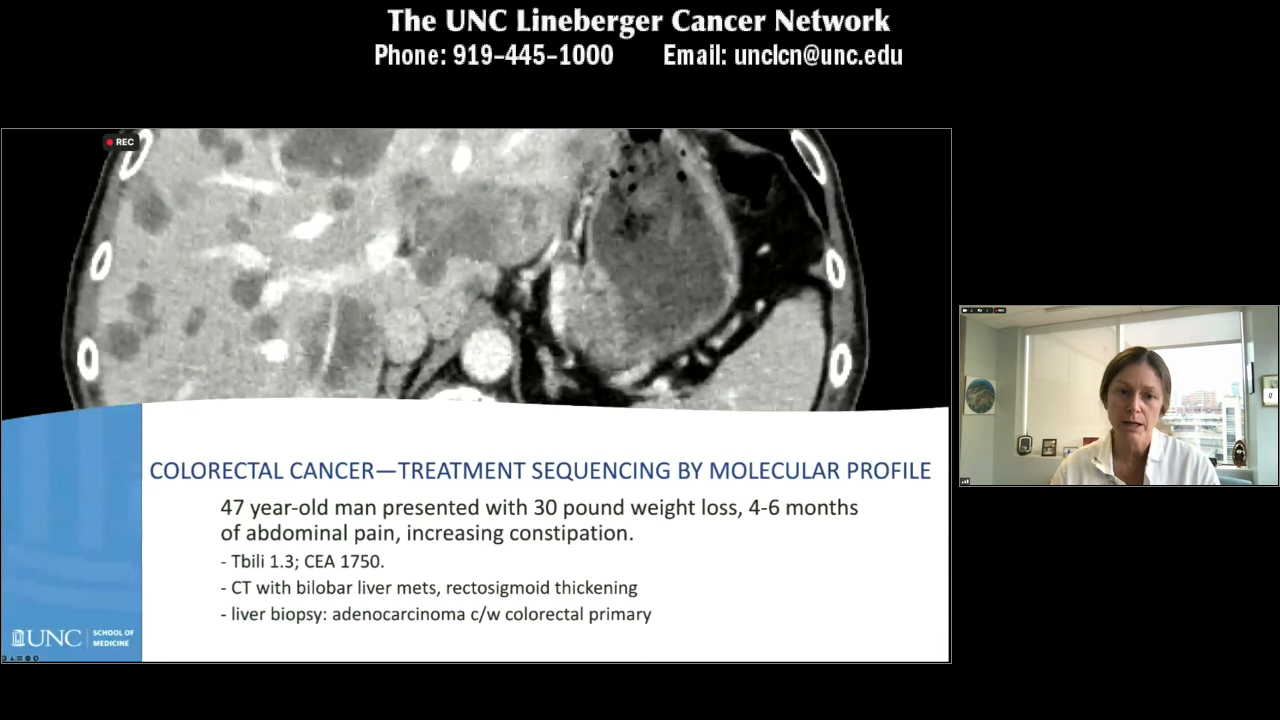 The UNC Lineberger Cancer Network
Phone: 919-445-1000 Email: unclcn@unc.edu
REC
COLORECTAL CANCER—TREATMENT SEQUENCING BY MOLECULAR PROFILE
47 year-old man presented with 30 pound weight loss, 4-6 months
of abdominal pain, increasing constipation.
- Tbili 1.3; CEA 1750.
- CT with bilobar liver mets, rectosigmoid thickening
- liver biopsy: adenocarcinoma c/w colorectal primary
UNC SCHOOL OF
MEDICINE